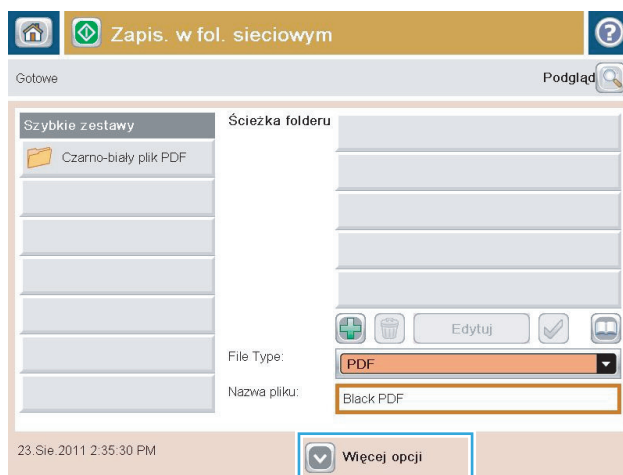 Zapis. w fol. sieciowym
?
Gotowe
Podgląd
Szybkie zestawy
Ścieżka folderu
Czarno-biały plik PDF
Edytuj
File Type:
PDF
Nazwa pliku:
Black PDF
23.Sie.2011 2:35:30 PM
Więcej opcji